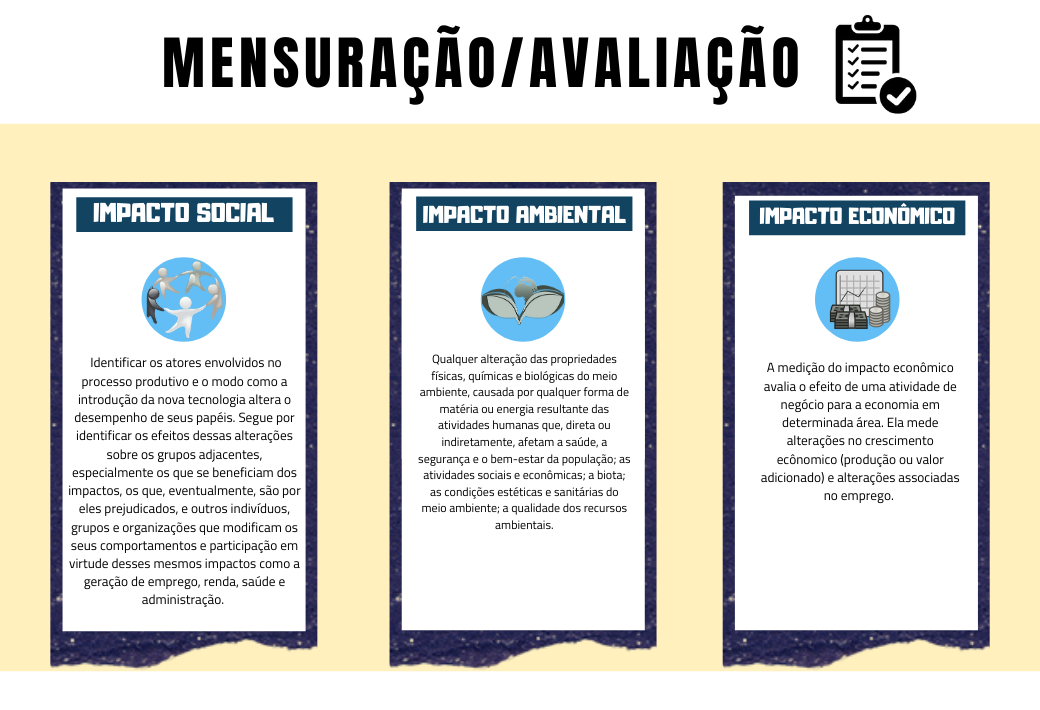 MENSURAÇÃO/AVALIAÇÃO
IMPACTO SOCIAL
Identificar os atores envolvidos no
processo produtivo e o modo como a
introdução da nova tecnologia altera o
desempenho de seus papéis. Segue por
identificar os efeitos dessas alterações
sobre os grupos adjacentes,
especialmente os que se beneficiam dos
impactos, os que, eventualmente, são por
eles prejudicados, e outros indivíduos,
grupos e organizações que modificam os
seus comportamentos e participação em
virtude desses mesmos impactos como a
geração de emprego, renda, saúde e
administração.
IMPACTO AMBIENTAL
Qualquer alteração das propriedades
físicas, químicas e biológicas do meio
ambiente, causada por qualquer forma de
matéria ou energia resultante das
atividades humanas que, direta ou
indiretamente, afetam a saúde, a
segurança e o bem-estar da população; as
atividades sociais e econômicas; a biota;
as condições estéticas e sanitárias do
meio ambiente; a qualidade dos recursos
ambientais.
IMPACTO ECONÔMICO
A medição do impacto econômico
avalia o efeito de uma atividade de
negócio para a economia em
determinada área. Ela mede
alterações no crescimento
ecônomico (produção ou valor
adicionado) e alterações associadas
no emprego.